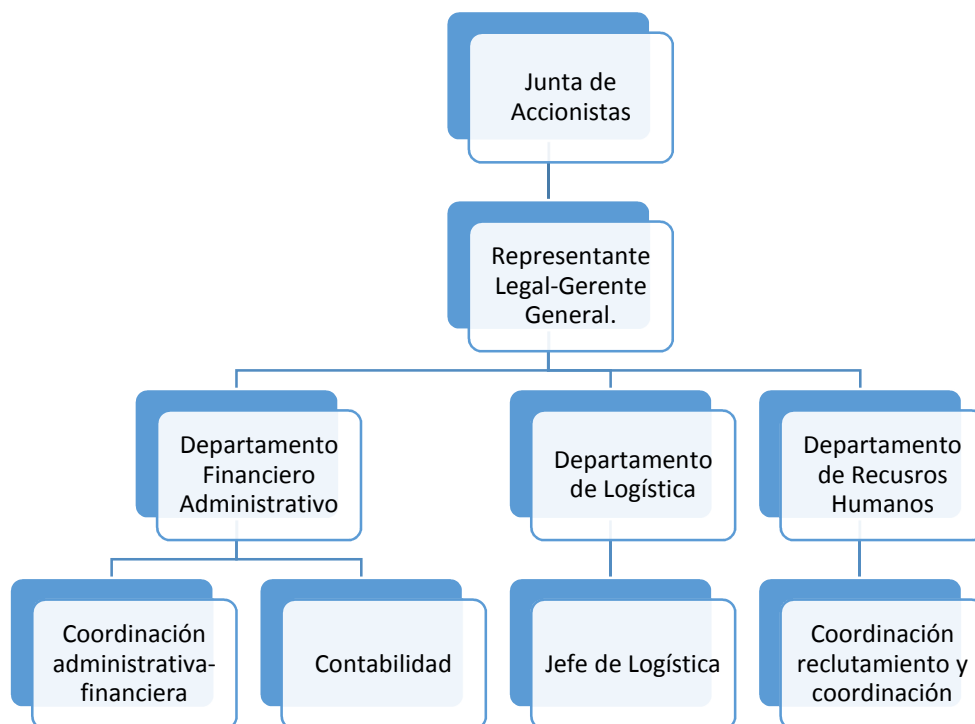 Junta de
Accionistas
Representante
Legal-Gerente
General.
Departamento
Financiero
Administrativo
Departamento
de Logística
Departamento
de Recusros
Humanos
Coordinación
administrativa-
financiera
Contabilidad
Jefe de Logística
Coordinación
reclutamiento y
coordinación